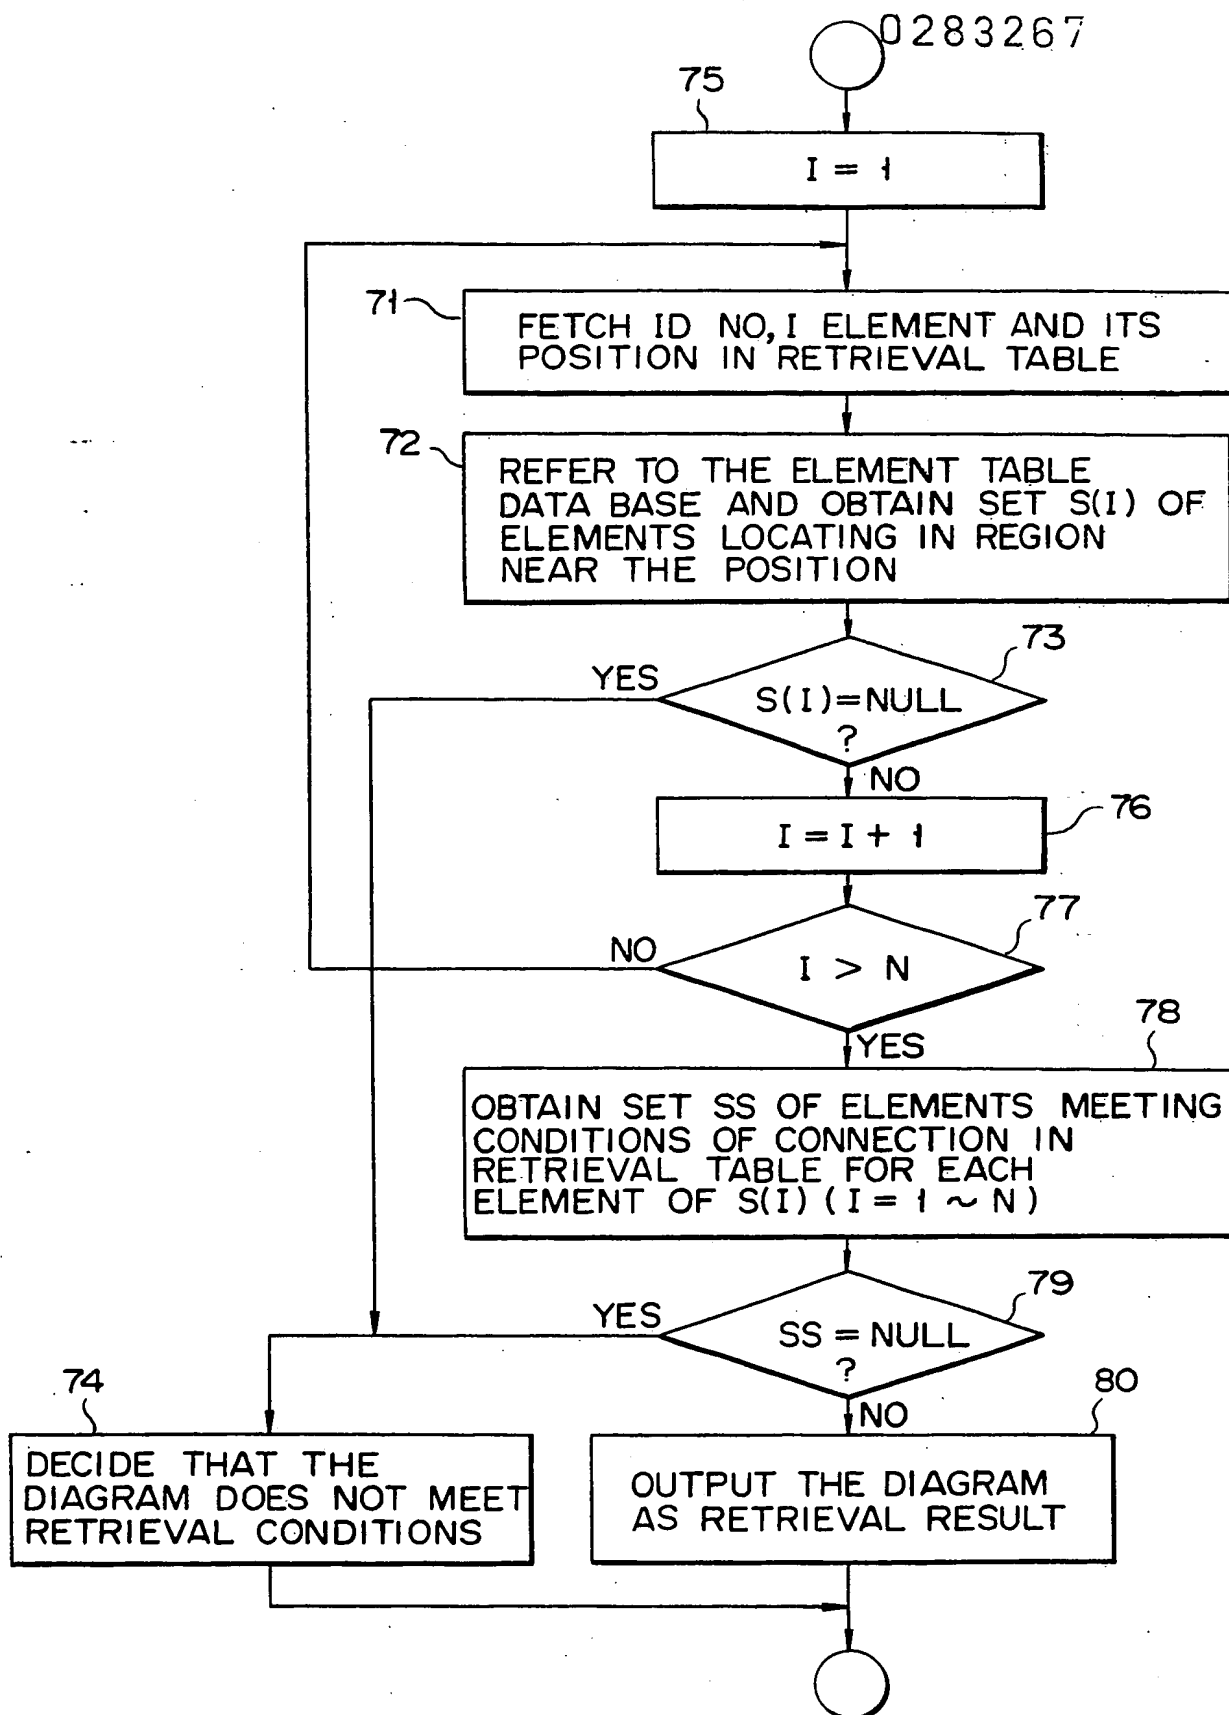 0283267
75
I = 1
71
FETCH ID NO, I ELEMENT AND ITS
POSITION IN RETRIEVAL TABLE
72
REFER TO THE ELEMENT TABLE
DATA BASE AND OBTAIN SET S(I) OF
ELEMENTS LOCATING IN REGION
NEAR THE POSITION
73
YES
S(I)=NULL
?
NO
76
I = I + 1
77
NO
I > N
YES
78
OBTAIN SET SS OF ELEMENTS MEETING
CONDITIONS OF CONNECTION IN
RETRIEVAL TABLE FOR EACH
ELEMENT OF S(I) (I = 1 ~ N)
79
YES
SS = NULL
?
NO
74
DECIDE THAT THE
DIAGRAM DOES NOT MEET
RETRIEVAL CONDITIONS
80
OUTPUT THE DIAGRAM
AS RETRIEVAL RESULT